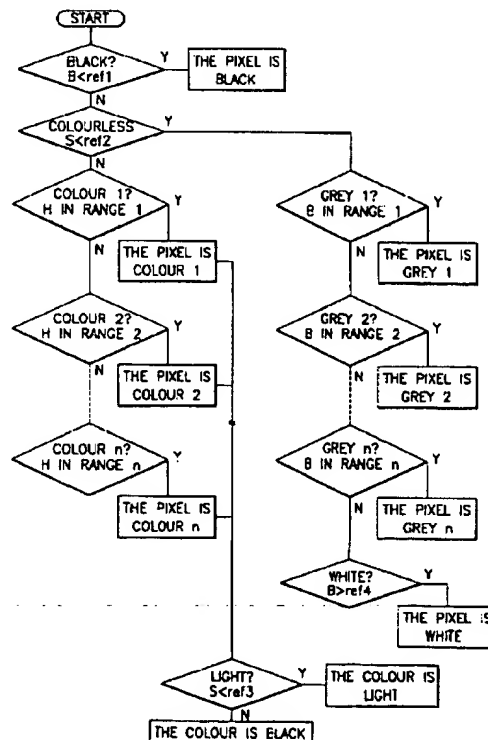 START
BLACK?
B<ref1
Y
THE PIXEL IS
BLACK
N
COLOURLESS
S<ref2
Y
N
COLOUR 1?
H IN RANGE 1
Y
THE PIXEL IS
COLOUR 1
N
COLOUR 2?
H IN RANGE 2
Y
THE PIXEL IS
COLOUR 2
N
COLOUR n?
H IN RANGE n
Y
THE PIXEL IS
COLOUR n
GREY 1?
B IN RANGE 1
Y
THE PIXEL IS
GREY 1
N
GREY 2?
B IN RANGE 2
Y
THE PIXEL IS
GREY 2
N
GREY n?
B IN RANGE n
Y
THE PIXEL IS
GREY n
N
WHITE?
B>ref4
Y
THE PIXEL IS
WHITE
LIGHT?
S<ref3
Y
THE COLOUR IS
LIGHT
N
THE COLOUR IS BLACK